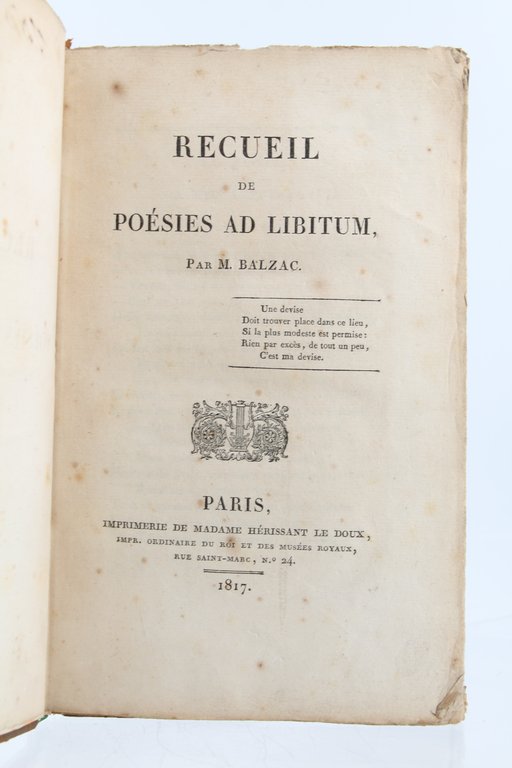 RECUEIL
DE
POÉSIES AD LIBITUM,
PAR M. BALZAC.
Une devise
Doit trouver place dans ce lieu,
Si la plus modeste est permise:
Rien par excès, de tout un peu,
C'est ma devise.
PARIS,
IMPRIMERIE DE MADAME HÉRISSANT LE DOUX,
IMPR. ORDINAIRE DU ROI ET DES MUSÉES ROYAUX,
RUE SAINT-MARC, N.o 24.
1817.